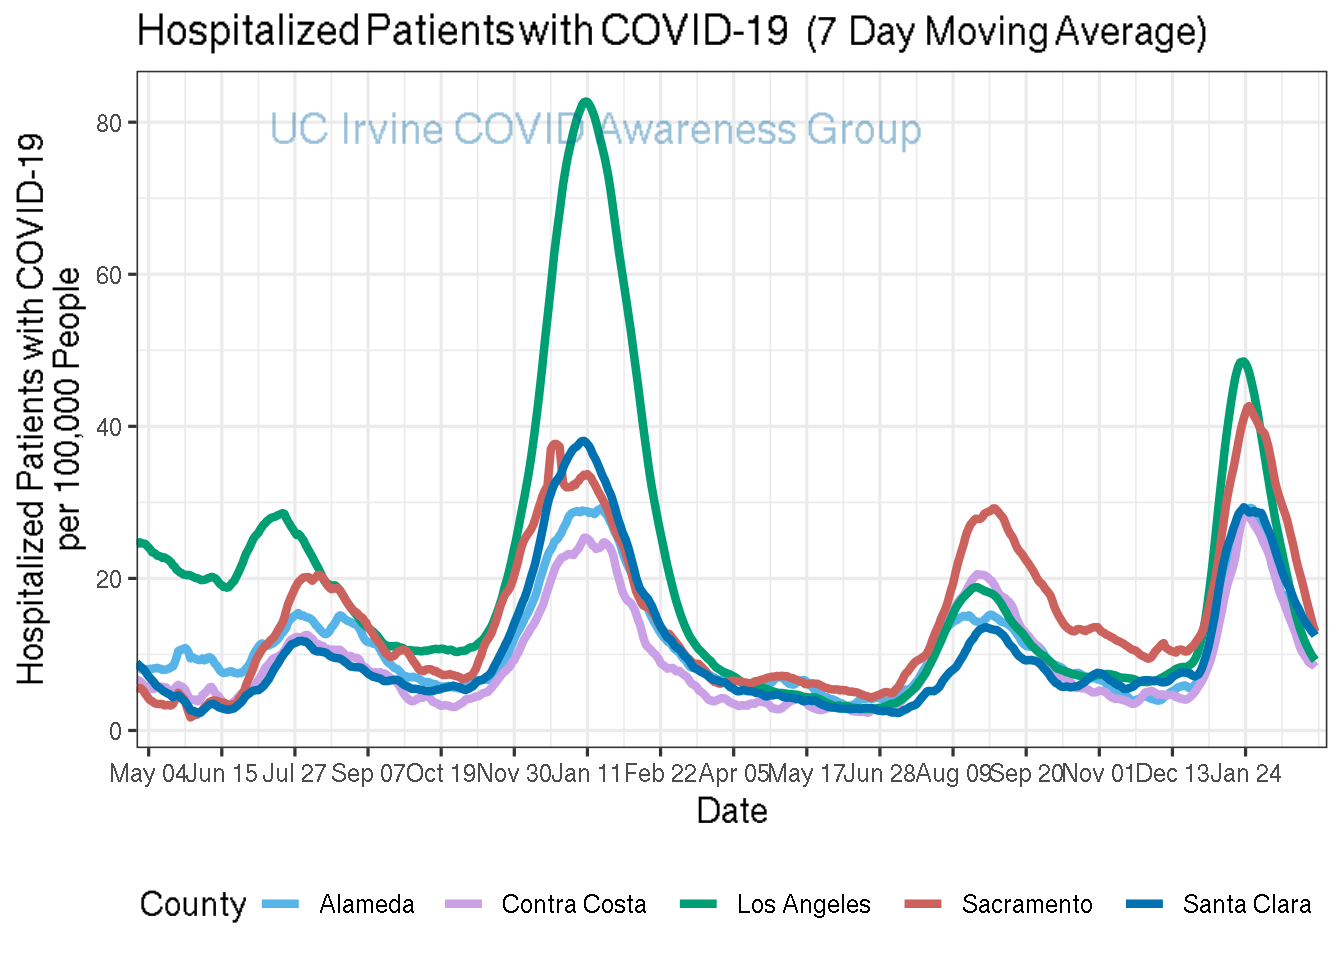 Hospitalized Patients with COVID-19 (7 Day Moving Average)
UC Irvine COVID Awareness Group
Hospitalized Patients with COVID-19
per 100,000 People
80
60
40
20
0
May 04 Jun 15 Jul 27 Sep 07 Oct 19 Nov 30 Jan 11 Feb 22 Apr 05 May 17 Jun 28 Aug 09 Sep 20 Nov 01 Dec 13 Jan 24
Date
County Alameda Contra Costa Los Angeles Sacramento Santa Clara